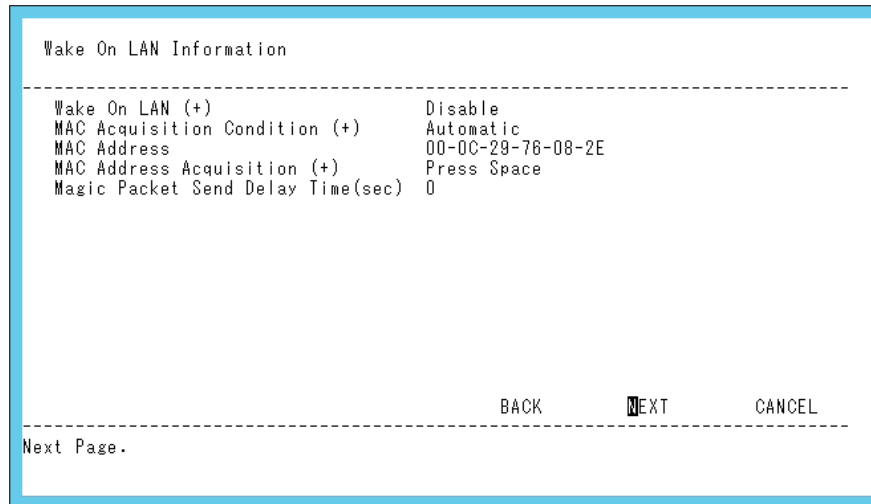 Wake On LAN Information
Wake On LAN (+) Disable
MAC Acquisition Condition (+) Automatic
MAC Address 00-0C-29-76-08-2E
MAC Address Acquisition (+) Press Space
Magic Packet Send Delay Time(sec) 0
BACK NEXT CANCEL
Next Page.